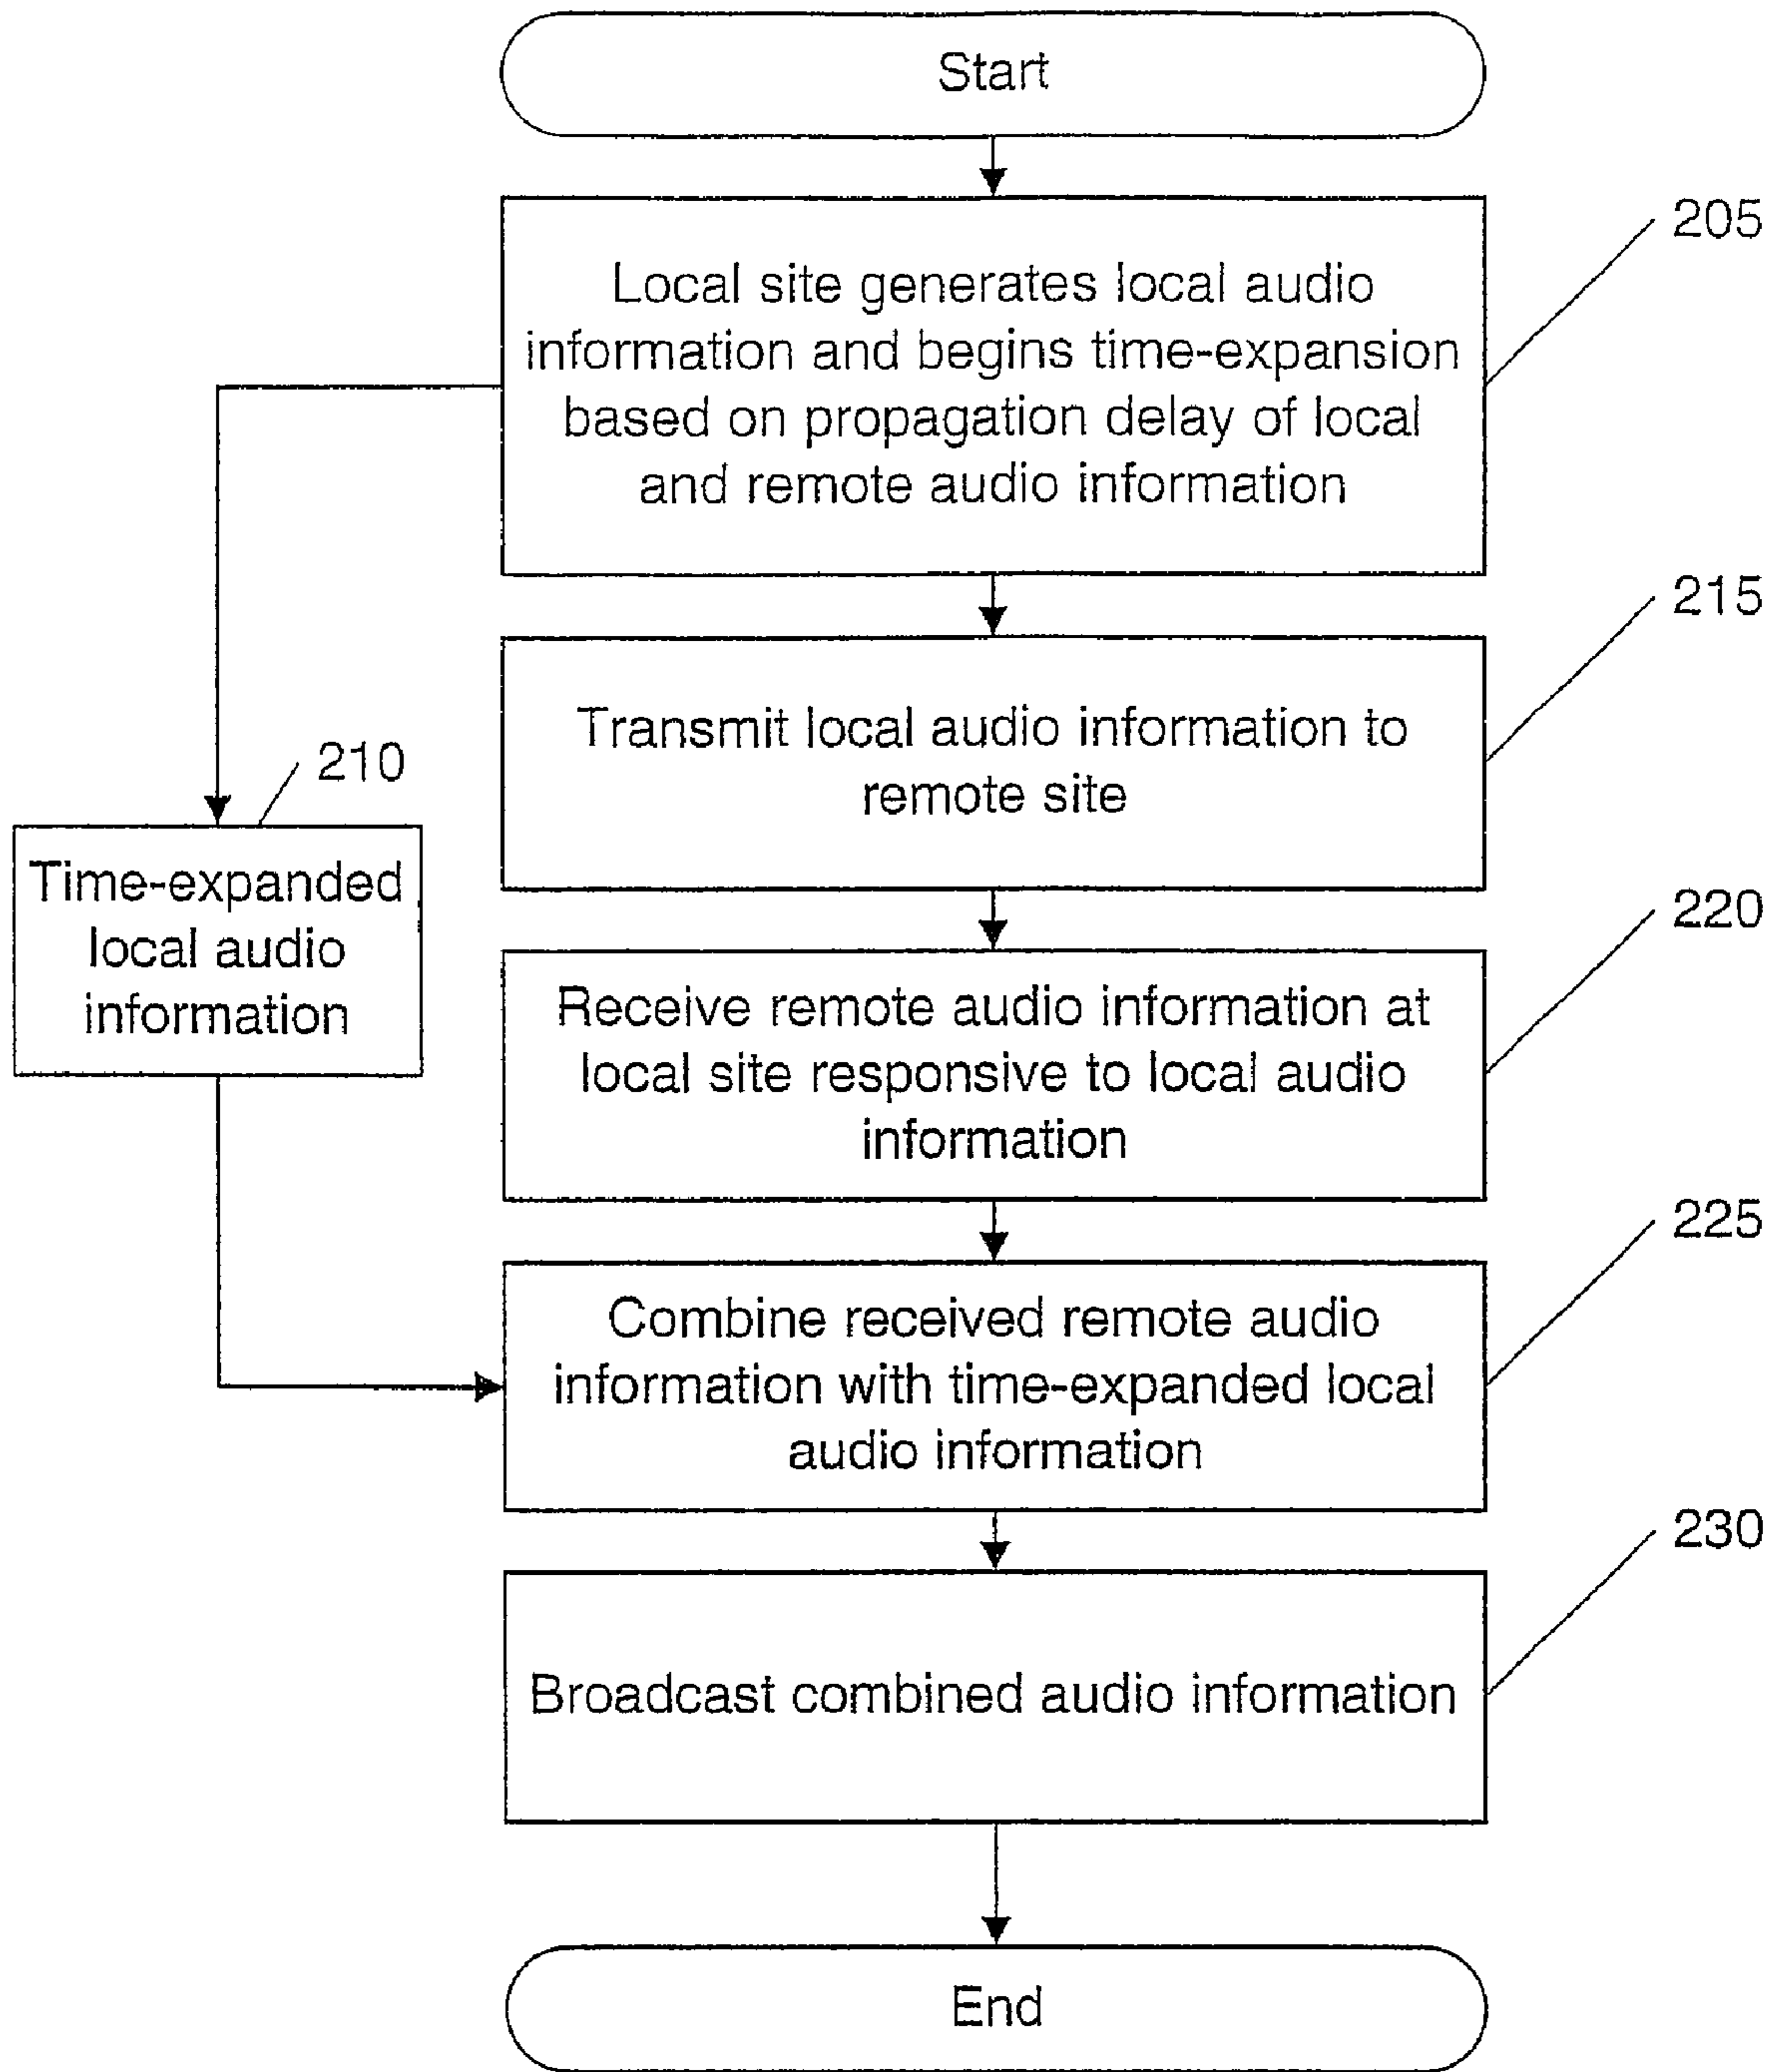 Start
205
Local site generates local audio
information and begins time-expansion
based on propagation delay of local
and remote audio information
215
Transmit local audio information to
remote site
210
Time-expanded
local audio
information
220
Receive remote audio information at
local site responsive to local audio
information
225
Combine received remote audio
information with time-expanded local
audio information
230
Broadcast combined audio information
End